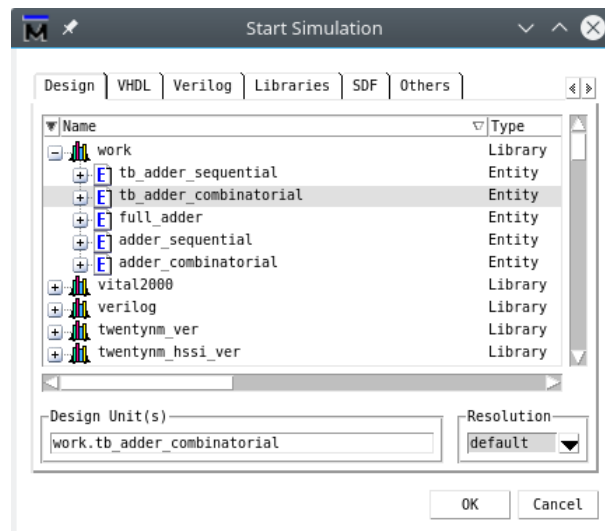 M Start Simulation
Design VHDL Verilog Libraries SDF Others
Name Type
work Library
E tb_adder_sequential Entity
E tb_adder_combinatorial Entity
E full_adder Entity
E adder_sequential Entity
E adder_combinatorial Entity
vital2000 Library
verilog Library
twentynm_ver Library
twentynm_hssi_ver Library
Design Unit(s) Resolution
work.tb_adder_combinatorial default
OK Cancel